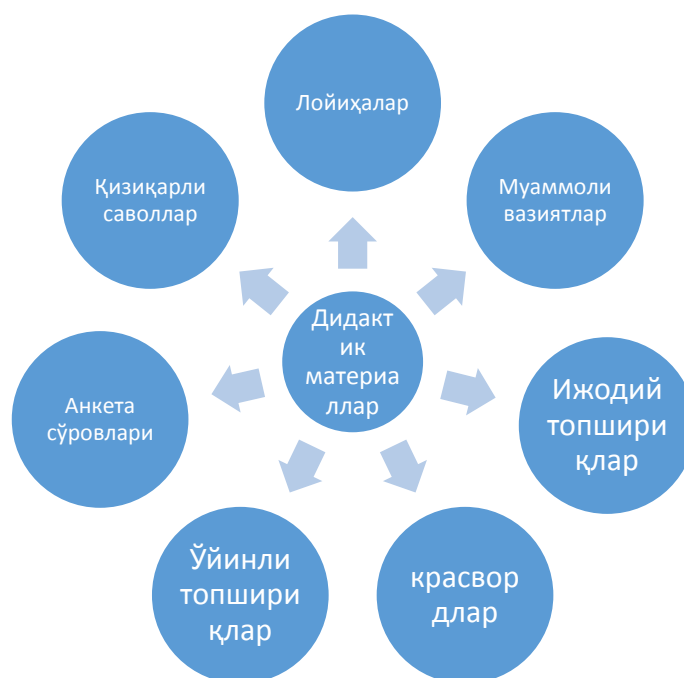 Лойиҳалар
Қизиқарли
саволлар
Муаммоли
вазиятлар
Дидакт
ик
материа
ллар
Анкета
сўровлари
Ижодий
топшири
қлар
Ўйинли
топшири
қлар
красвор
длар